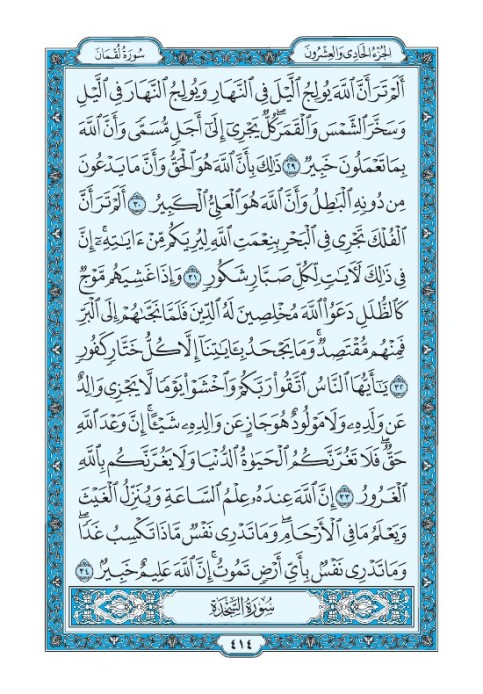 الجزء الحادي والعشرون
سورة لقمان
أَلَمْ تَرَ أَنَّ ٱللَّهَ يُولِجُ ٱلَّيْلَ فِى ٱلنَّهَارِ وَيُولِجُ ٱلنَّهَارَ فِى ٱلَّيْلِ
وَسَخَّرَ ٱلشَّمْسَ وَٱلْقَمَرَ كُلٌّ يَجْرِىٓ إِلَىٰٓ أَجَلٍ مُّسَمًّى وَأَنَّ ٱللَّهَ
بِمَا تَعْمَلُونَ خَبِيرٌ ٢٩ ذَٰلِكَ بِأَنَّ ٱللَّهَ هُوَ ٱلْحَقُّ وَأَنَّ مَا يَدْعُونَ
مِن دُونِهِ ٱلْبَٰطِلُ وَأَنَّ ٱللَّهَ هُوَ ٱلْعَلِىُّ ٱلْكَبِيرُ ٣٠ أَلَمْ تَرَ أَنَّ
ٱلْفُلْكَ تَجْرِى فِى ٱلْبَحْرِ بِنِعْمَتِ ٱللَّهِ لِيُرِيَكُم مِّنْ ءَايَٰتِهِۦٓ ۚ إِنَّ
فِى ذَٰلِكَ لَءَايَٰتٍ لِّكُلِّ صَبَّارٍ شَكُورٍ ٣١ وَإِذَا غَشِيَهُم مَّوْجٌ
كَٱلظُّلَلِ دَعَوُا۟ ٱللَّهَ مُخْلِصِينَ لَهُ ٱلدِّينَ فَلَمَّا نَجَّىٰهُمْ إِلَى ٱلْبَرِّ
فَمِنْهُم مُّقْتَصِدٌ ۚ وَمَا يَجْحَدُ بِـَٔايَٰتِنَآ إِلَّا كُلُّ خَتَّارٍ كَفُورٍ
٣٢ يَٰٓأَيُّهَا ٱلنَّاسُ ٱتَّقُوا۟ رَبَّكُمْ وَٱخْشَوْا۟ يَوْمًا لَّا يَجْزِى وَالِدٌ
عَن وَلَدِهِۦ وَلَا مَوْلُودٌ هُوَ جَازٍ عَن وَالِدِهِۦ شَيْـًٔا ۚ إِنَّ وَعْدَ ٱللَّهِ
حَقٌّ ۖ فَلَا تَغُرَّنَّكُمُ ٱلْحَيَوٰةُ ٱلدُّنْيَا وَلَا يَغُرَّنَّكُم بِٱللَّهِ
ٱلْغَرُورُ ٣٣ إِنَّ ٱللَّهَ عِندَهُۥ عِلْمُ ٱلسَّاعَةِ وَيُنَزِّلُ ٱلْغَيْثَ
وَيَعْلَمُ مَا فِى ٱلْأَرْحَامِ ۖ وَمَا تَدْرِى نَفْسٌ مَّاذَا تَكْسِبُ غَدًا ۖ
وَمَا تَدْرِى نَفْسٌۢ بِأَىِّ أَرْضٍ تَمُوتُ ۚ إِنَّ ٱللَّهَ عَلِيمٌ خَبِيرٌۢ ٣٤
سورة السجدة
٤١٤